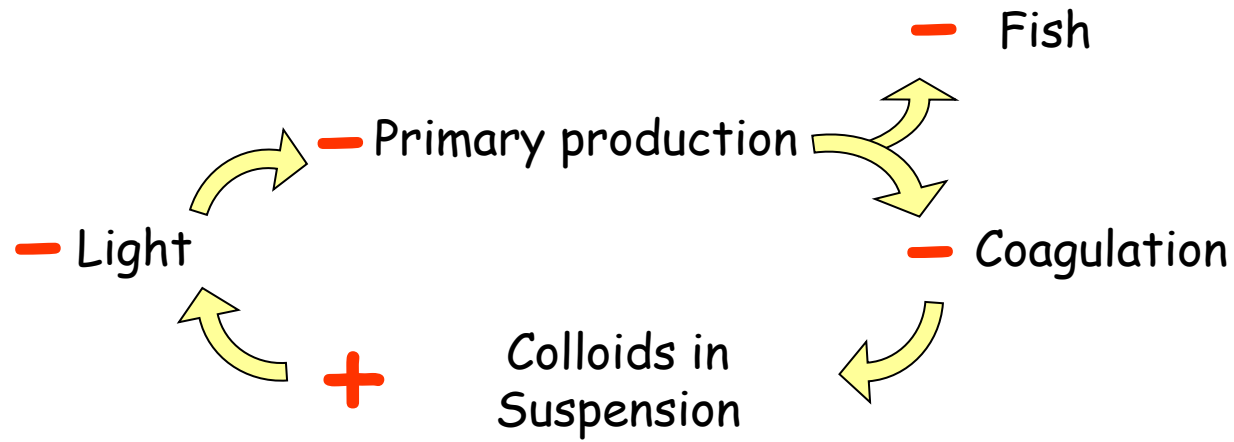 − Fish
− Primary production
− Light
− Coagulation
+ Colloids in
Suspension